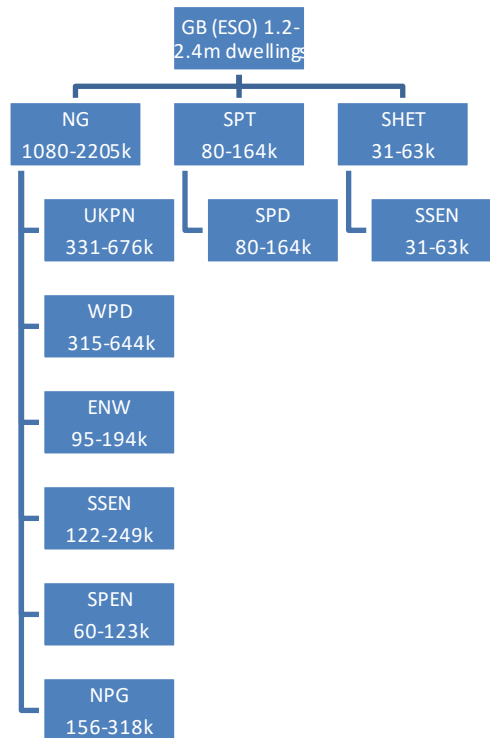 GB (ESO) 1.2-
2.4m dwellings
NG
1080-2205k
SPT
80-164k
SHET
31-63k
UKPN
331-676k
SPD
80-164k
SSEN
31-63k
WPD
315-644k
ENW
95-194k
SSEN
122-249k
SPEN
60-123k
NPG
156-318k